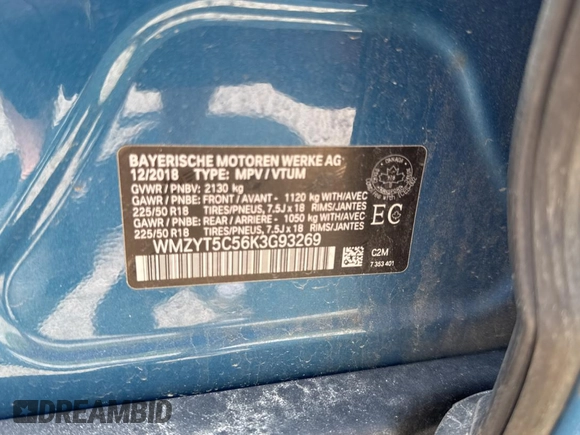 BAYERISCHE MOTOREN WERKE AG
12/2018 TYPE: MPV / VTUM
GVWR / PNBV: 2130 kg
GAWR / PNBE: FRONT / AVANT - 1120 kg WITH/AVEC
225/50 R18 TIRES/PNEUS, 7.5J x 18 RIMS/JANTES
GAWR / PNBE: REAR / ARRIERE - 1050 kg WITH/AVEC
225/50 R18 TIRES/PNEUS, 7.5J x 18 RIMS/JANTES
WMZYT5C56K3G93269
CANADA
EC
C2M
7 353 401
DREAMBID